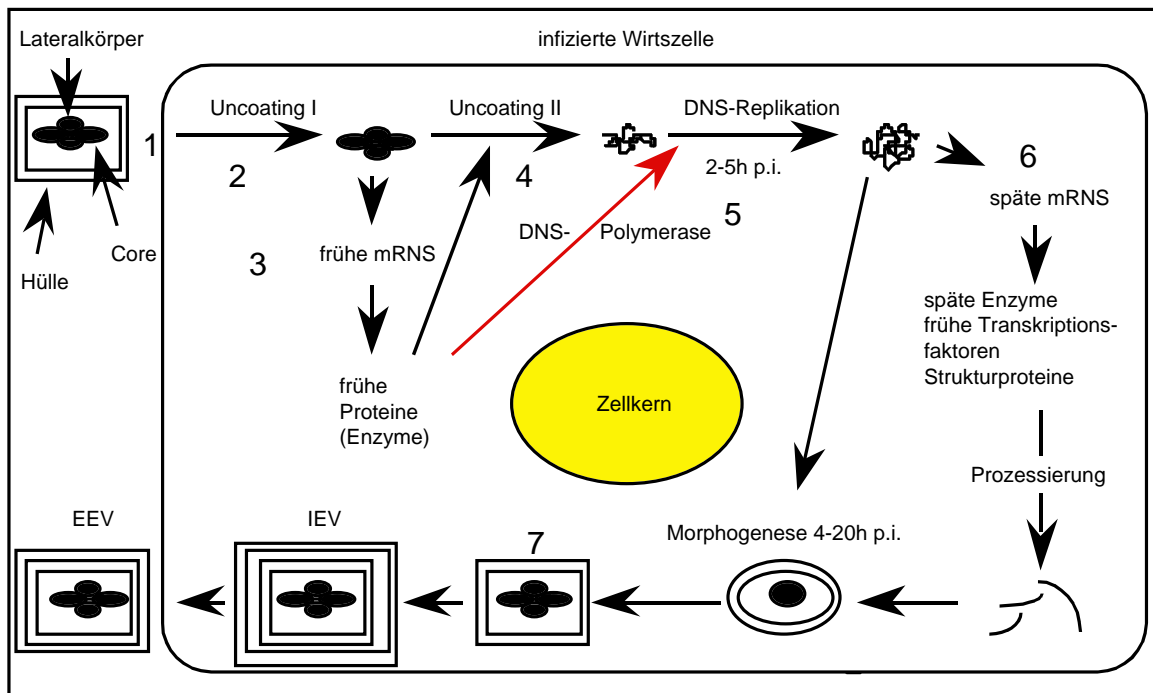 Lateralkörper
infizierte Wirtszelle
Uncoating I
Uncoating II
DNS-Replikation
1
2
4
2-5h p.i.
6
5
späte mRNS
DNS- Polymerase
3
frühe mRNS
Core
Hülle
späte Enzyme
frühe Transkriptions-
faktoren
Strukturproteine
frühe
Proteine
(Enzyme)
Zellkern
Prozessierung
EEV
IEV
7
Morphogenese 4-20h p.i.